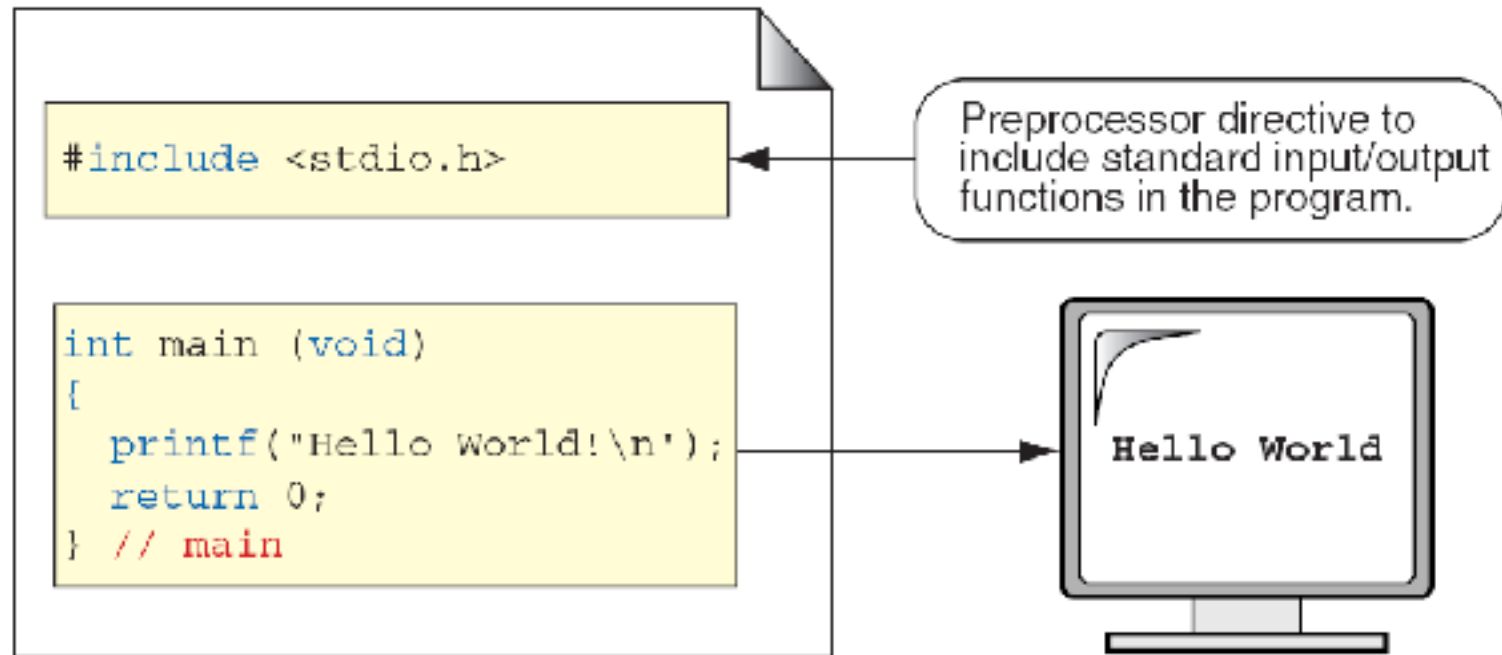 #include <stdio.h>
Preprocessor directive to
include standard input/output
functions in the program.
int main (void)
{
printf("Hello World!\n");
return 0;
} // main
Hello World